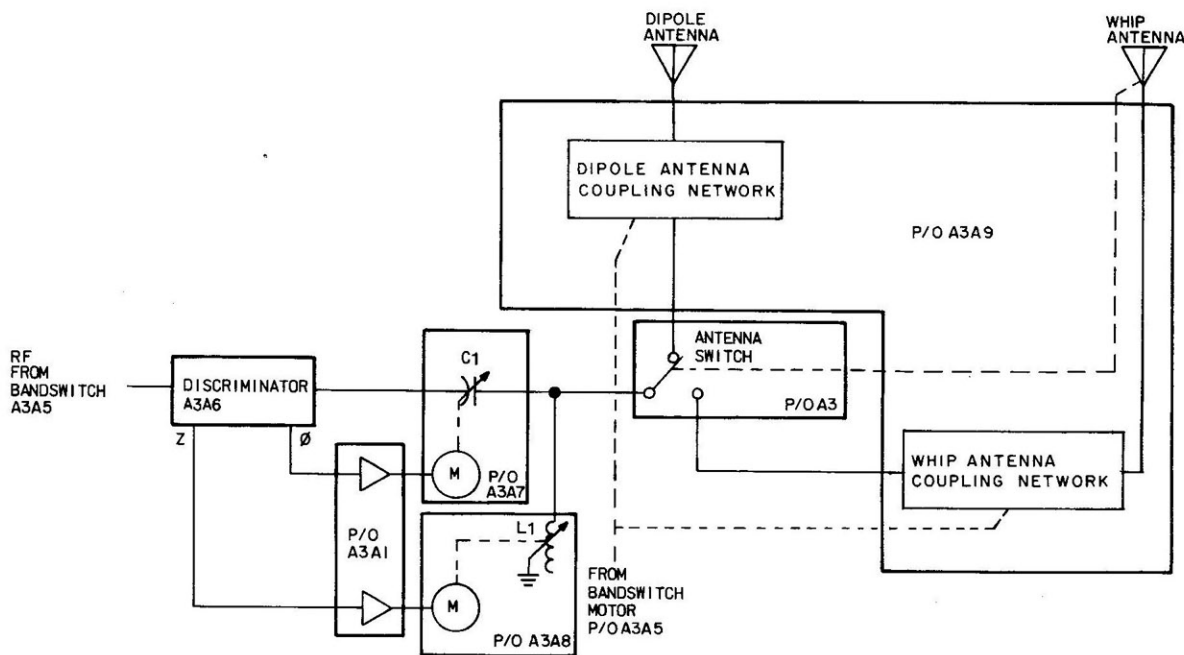 DIPOLE
ANTENNA
WHIP
ANTENNA
DIPOLE ANTENNA
COUPLING NETWORK
P/O A3A9
ANTENNA
SWITCH
P/O A3
RF
FROM
BANDSWITCH
A3A5
DISCRIMINATOR
A3A6
Z
Ø
C1
M
P/O
A3A7
WHIP ANTENNA
COUPLING NETWORK
P/O
A3A1
L1
M
P/O A3A8
FROM
BANDSWITCH
MOTOR
P/O A3A5